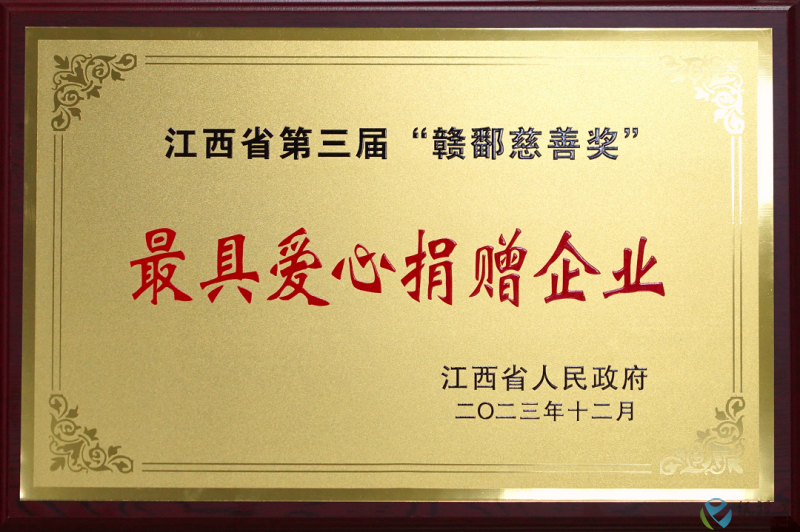 江西省第三届“赣鄱慈善奖”
最具爱心捐赠企业
江西省人民政府
二〇二三年十二月